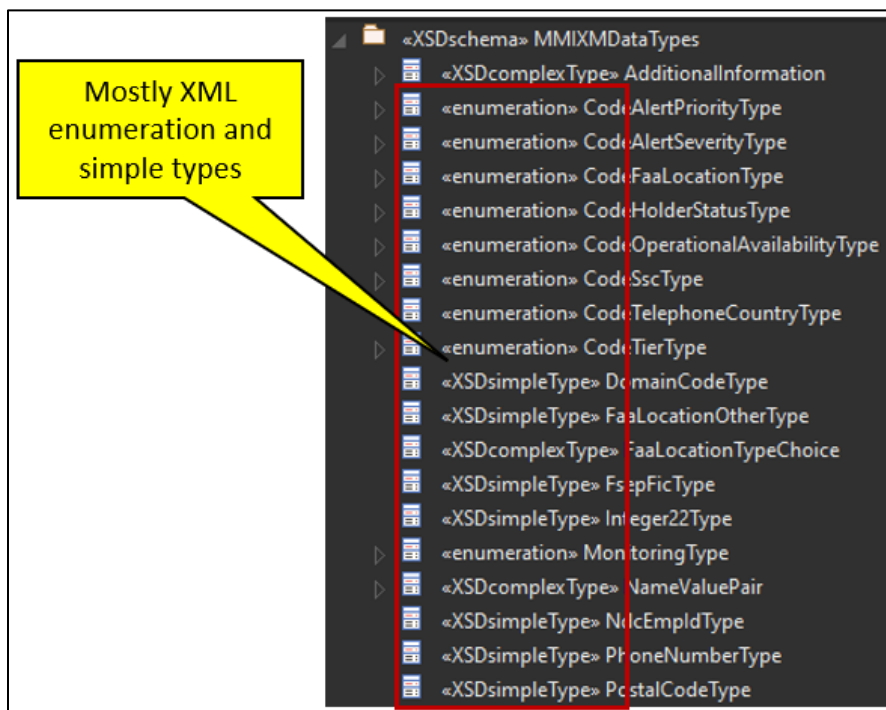 «XSDschema» MMIXMDataTypes
Mostly XML
enumeration and
simple types
«XSDcomplexType» AdditionalInformation
«enumeration» CodeAlertPriorityType
«enumeration» CodeAlertSeverityType
«enumeration» CodeFaaLocationType
«enumeration» CodeHolderStatusType
«enumeration» CodeOperationalAvailabilityType
«enumeration» CodeSscType
«enumeration» CodeTelephoneCountryType
«enumeration» CodeTierType
«XSDsimpleType» DomainCodeType
«XSDsimpleType» FaaLocationOtherType
«XSDcomplexType» FaaLocationTypeChoice
«XSDsimpleType» FsepFicType
«XSDsimpleType» Integer22Type
«enumeration» MonitoringType
«XSDcomplexType» NameValuePair
«XSDsimpleType» NdcEmpIdType
«XSDsimpleType» PhoneNumberType
«XSDsimpleType» PostalCodeType